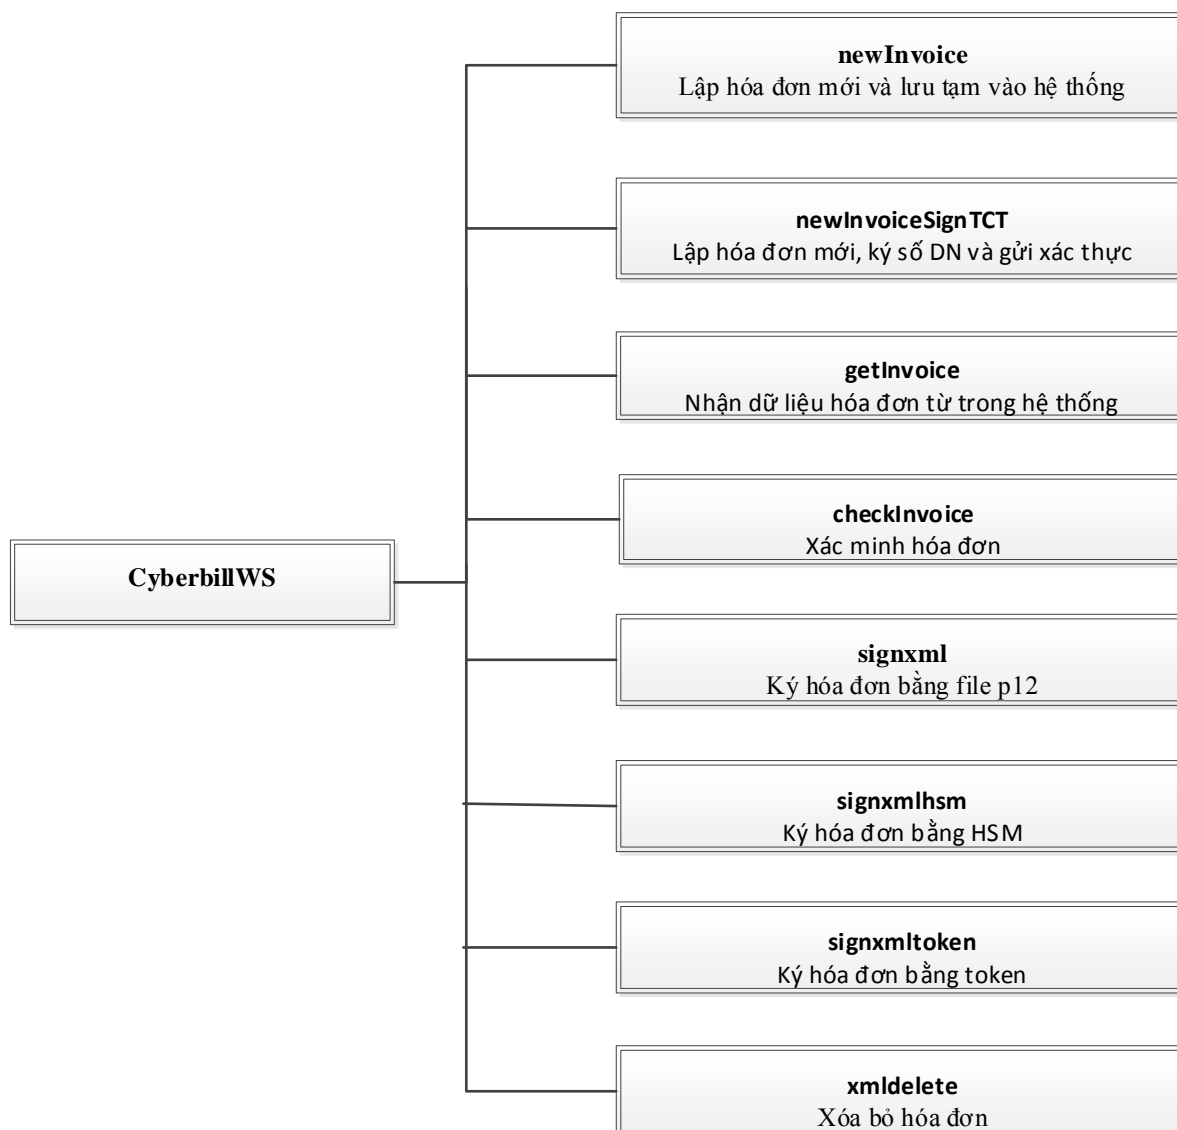 newInvoice
Lập hóa đơn mới và lưu tạm vào hệ thống
newInvoiceSignTCT
Lập hóa đơn mới, ký số DN và gửi xác thực
getInvoice
Nhận dữ liệu hóa đơn từ trong hệ thống
checkInvoice
Xác minh hóa đơn
CyberbillWS
signxml
Ký hóa đơn bằng file p12
signxmlhsm
Ký hóa đơn bằng HSM
signxmltoken
Ký hóa đơn bằng token
xmldelete
Xóa bỏ hóa đơn